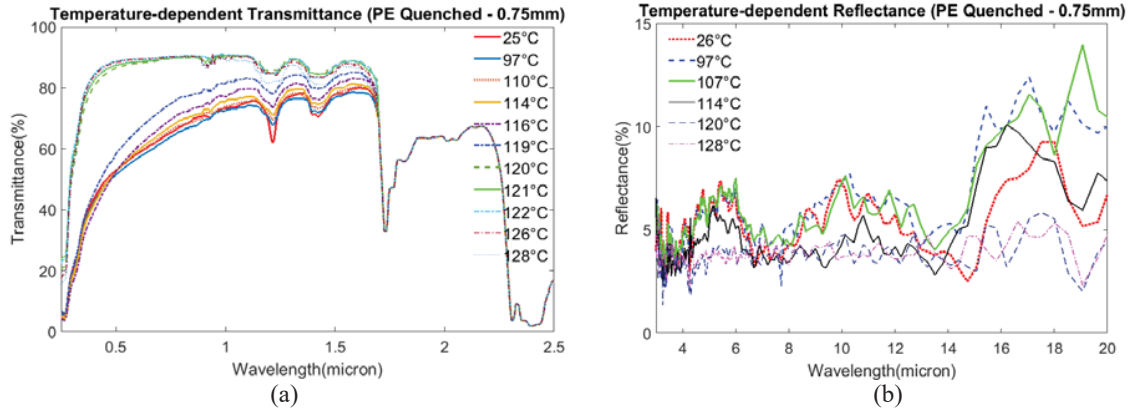 Temperature-dependent Transmittance (PE Quenched - 0.75mm)
100
80
60
40
20
0
Transmittance(%)
25°C
97°C
110°C
114°C
116°C
119°C
120°C
121°C
122°C
126°C
128°C
0.5
1
1.5
2
2.5
Wavelength(micron)
(a)
Temperature-dependent Reflectance (PE Quenched - 0.75mm)
15
10
5
0
Reflectance(%)
26°C
97°C
107°C
114°C
120°C
128°C
4
6
8
10
12
14
16
18
20
Wavelength(micron)
(b)